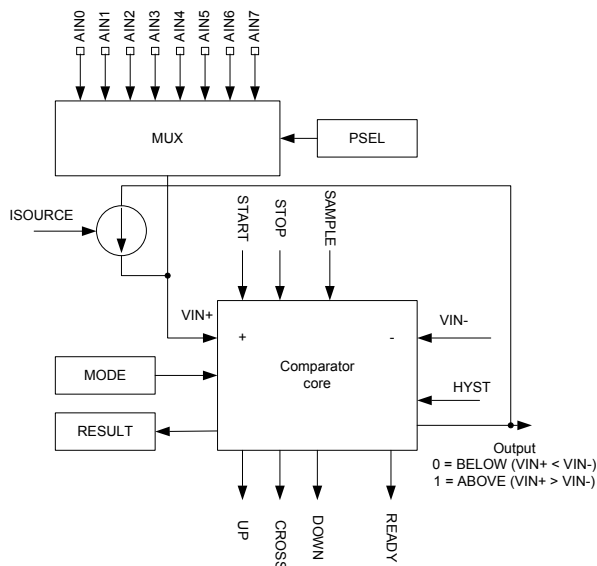 AIN0
AIN1
AIN2
AIN3
AIN4
AIN5
AIN6
AIN7
MUX
PSEL
ISOURCE
START
STOP
SAMPLE
VIN+
VIN-
+
-
Comparator
core
MODE
HYST
RESULT
Output
0 = BELOW (VIN+ < VIN-)
1 = ABOVE (VIN+ > VIN-)
UP
CROSS
DOWN
READY